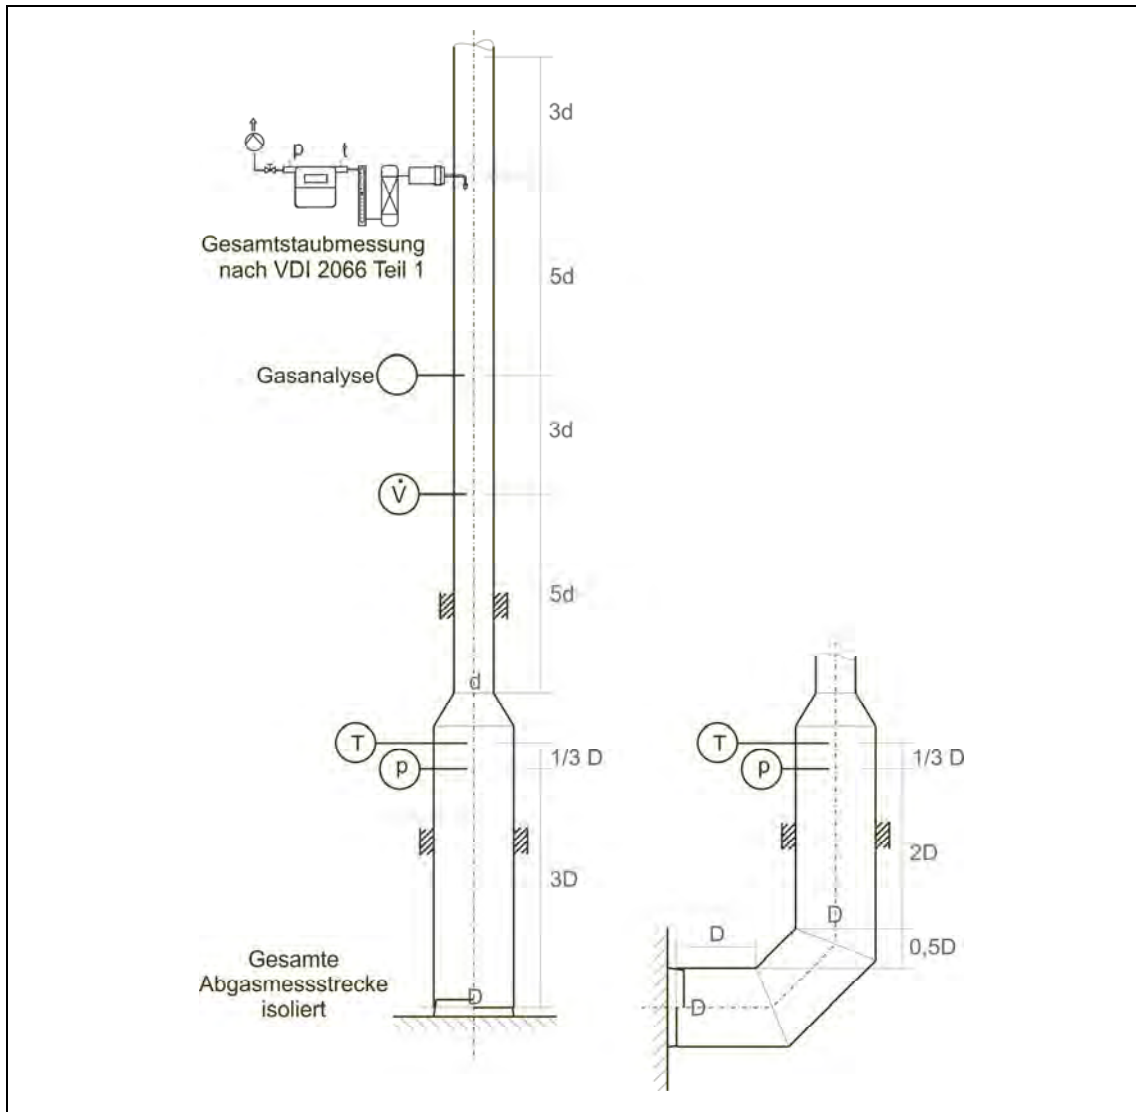 3d
p
t
Gesamtstaubmessung
nach VDI 2066 Teil 1
5d
Gasanalyse
3d
V̇
5d
d
T
1/3 D
p
3D
D
Gesamte
Abgasmessstrecke
isoliert
T
1/3 D
p
2D
D
D
0,5D
D